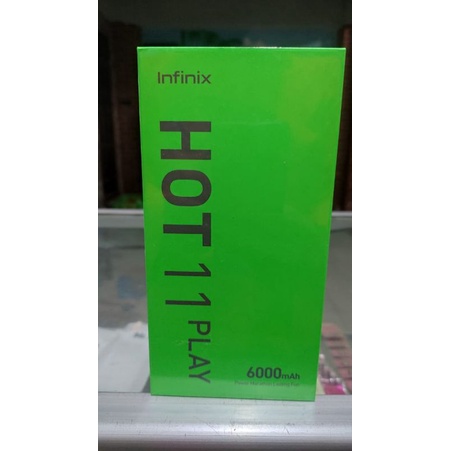 Infinix
HOT 11 PLAY
6000mAh